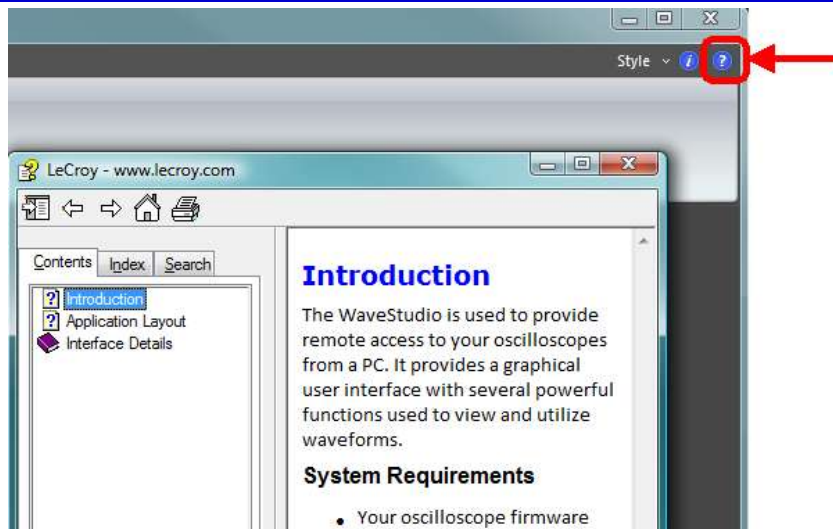 Style
LeCroy - www.lecroy.com
Contents Index Search
Introduction
Application Layout
Interface Details
Introduction
The WaveStudio is used to provide
remote access to your oscilloscopes
from a PC. It provides a graphical
user interface with several powerful
functions used to view and utilize
waveforms.
System Requirements
• Your oscilloscope firmware